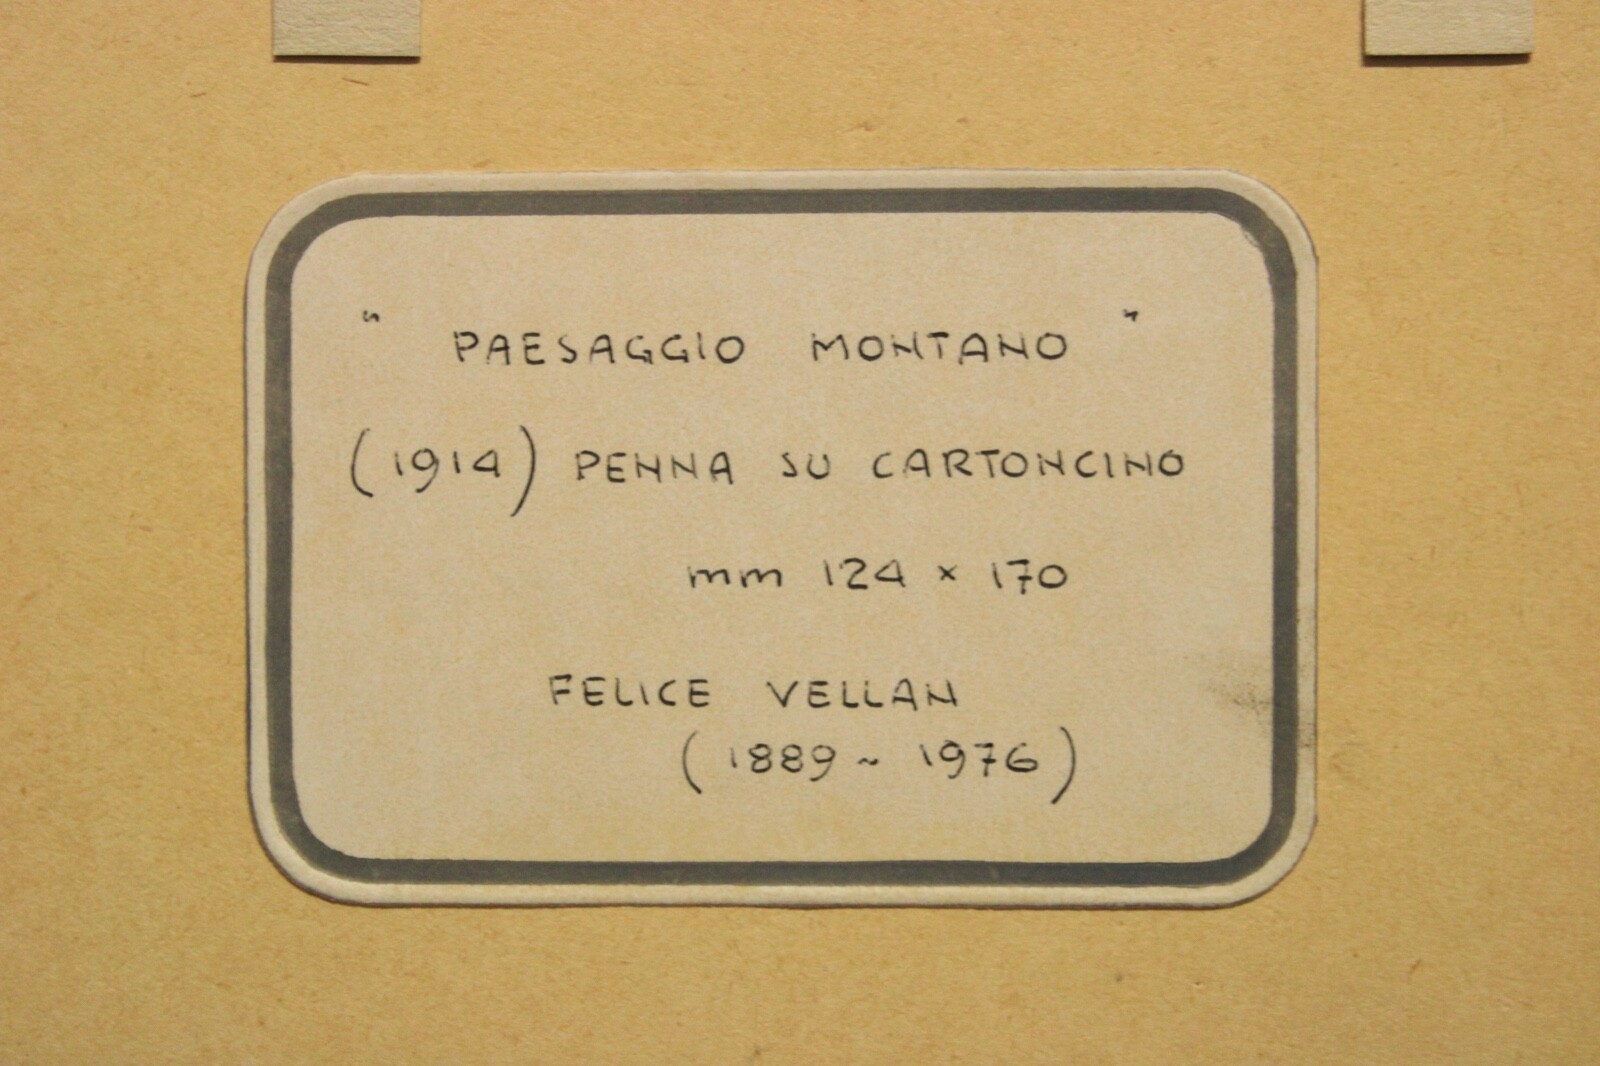 " PAESAGGIO MONTANO "
(1914) PENNA SU CARTONCINO
mm 124 × 170
FELICE VELLAN
(1889 ~ 1976)